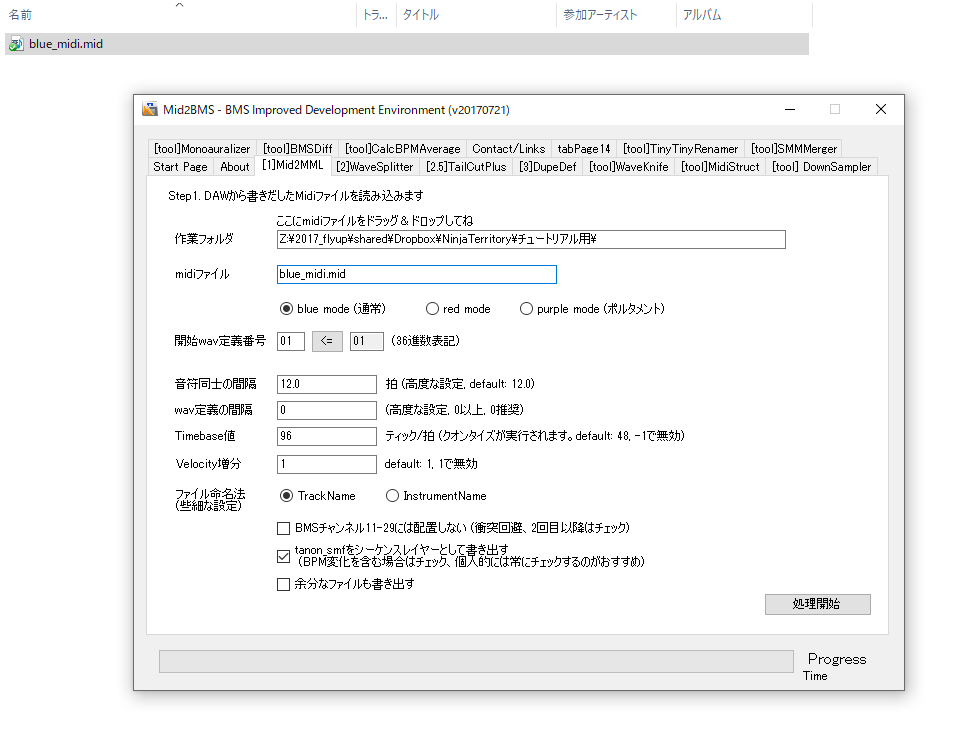 名前 トラ... タイトル 参加アーティスト アルバム
blue_midi.mid
Mid2BMS - BMS Improved Development Environment (v20170721)
[tool]Monoauralizer [tool]BMSDiff [tool]CalcBPMAverage Contact/Links tabPage14 [tool]TinyTinyRenamer [tool]SMMMerger
Start Page About [1]Mid2MML [2]WaveSplitter [2.5]TailCutPlus [3]DupeDef [tool]WaveKnife [tool]MidiStruct [tool] DownSampler
Step1. DAWから書きだしたMidiファイルを読み込みます
ここにmidiファイルをドラッグ＆ドロップしてね
作業フォルダ Z:¥2017_flyup¥shared¥Dropbox¥NinjaTerritory¥チュートリアル用¥
midiファイル blue_midi.mid
blue mode (通常) red mode purple mode (ポルタメント)
開始wav定義番号 01 <= 01 (36進数表記)
音符同士の間隔 12.0 拍 (高度な設定, default: 12.0)
wav定義の間隔 0 (高度な設定, 0以上, 0推奨)
Timebase値 96 ティック/拍 (クオンタイズが実行されます。default: 48, -1で無効)
Velocity増分 1 default: 1, 1で無効
ファイル命名法 TrackName InstrumentName
(些細な設定)
BMSチャンネル11-29には配置しない (衝突回避、2回目以降はチェック)
tanon_smfをシーケンスレイヤーとして書き出す
(BPM変化を含む場合はチェック、個人的には常にチェックするのがおすすめ)
余分なファイルも書き出す
処理開始
Progress
Time